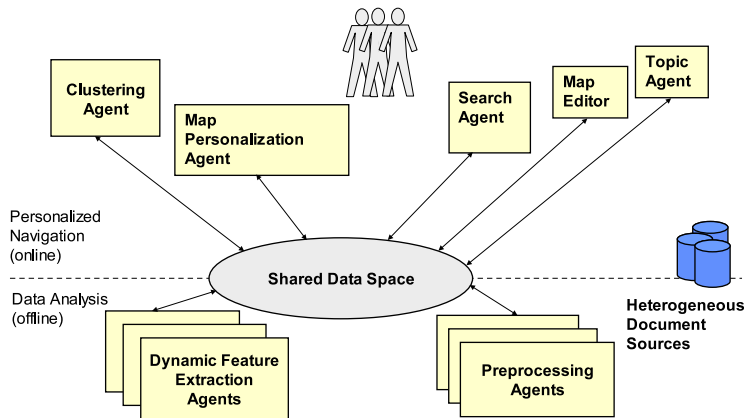 Clustering
Agent
Map
Personalization
Agent
Search
Agent
Map
Editor
Topic
Agent
Personalized
Navigation
(online)
Shared Data Space
Data Analysis
(offline)
Heterogeneous
Document
Sources
Dynamic Feature
Extraction
Agents
Preprocessing
Agents